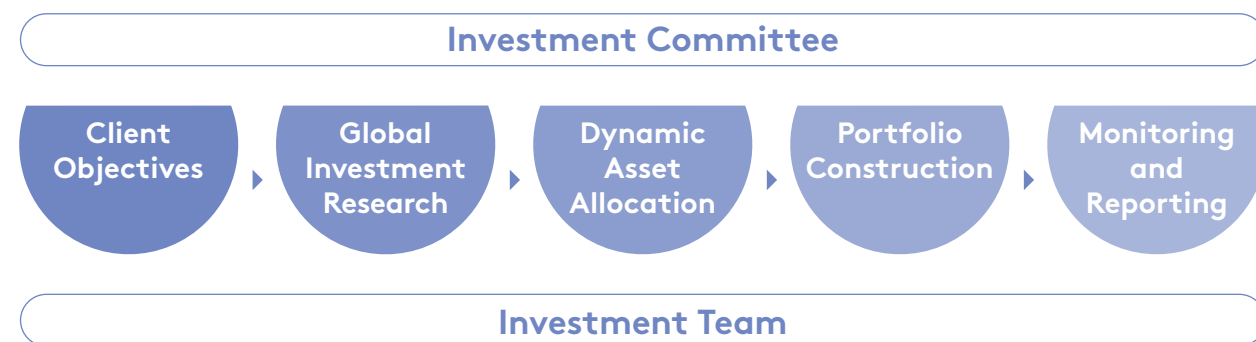 Investment Committee
Client
Objectives
Global
Investment
Research
Dynamic
Asset
Allocation
Portfolio
Construction
Monitoring
and
Reporting
Investment Team